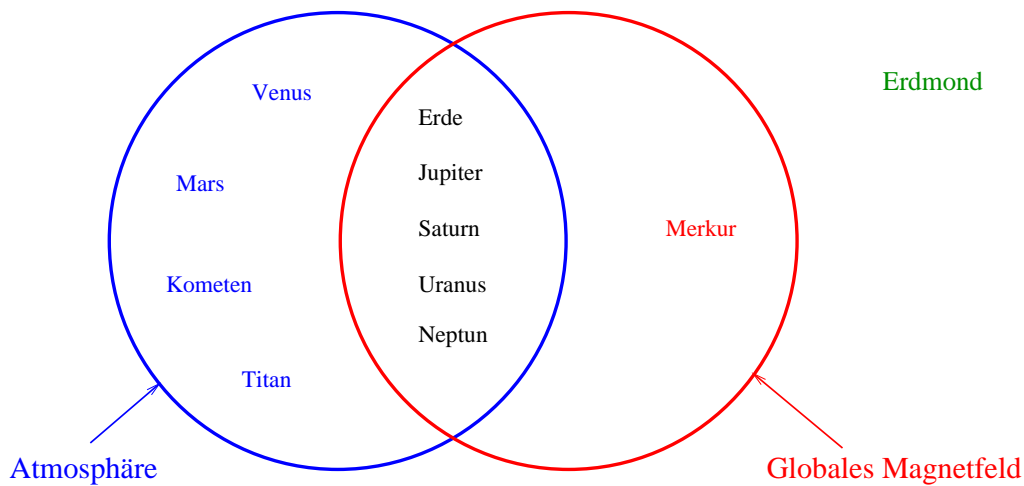 Venus
Erdmond
Erde
Jupiter
Mars
Saturn
Merkur
Kometen
Uranus
Neptun
Titan
Atmosphäre
Globales Magnetfeld